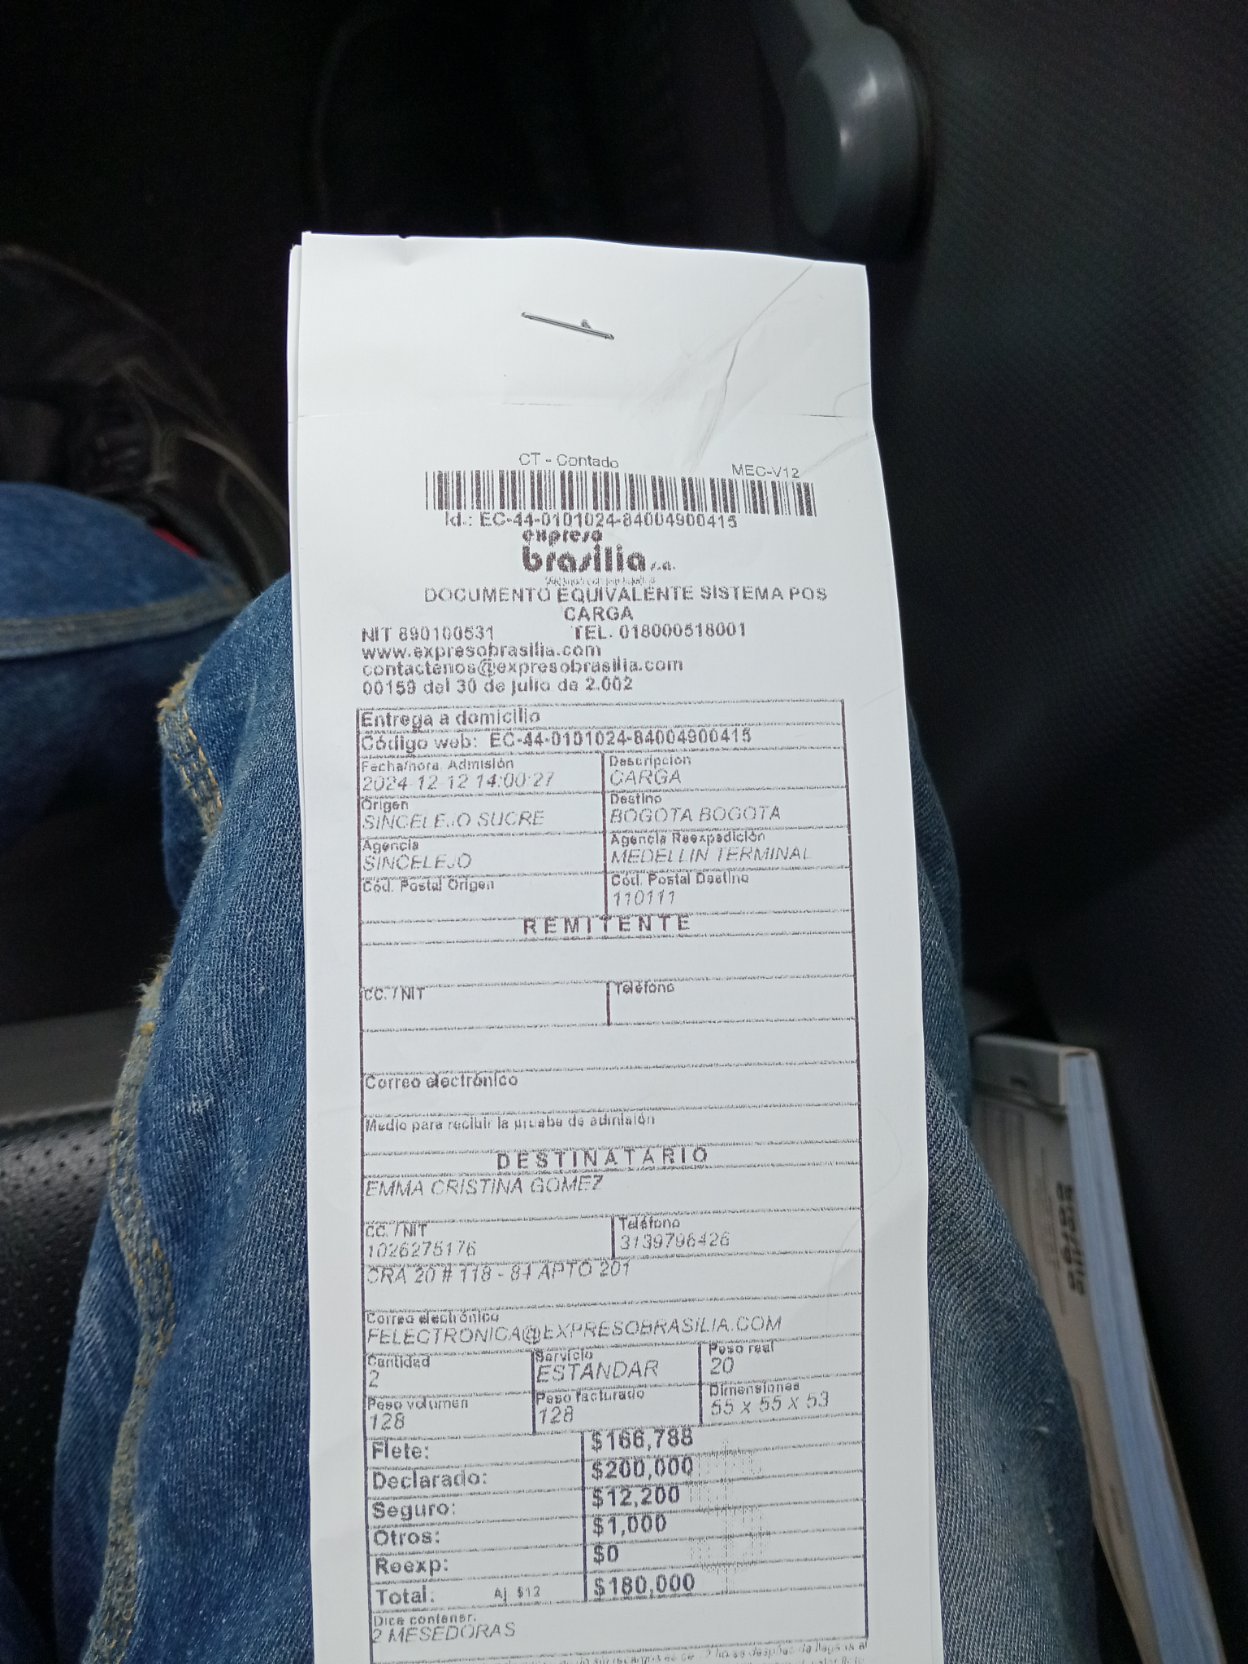 CT - Contado MEC-V12
Id.: EC-44-0101024-84004900415
expreso
brasilia s.a.
DOCUMENTO EQUIVALENTE SISTEMA POS
CARGA
NIT 890100531 TEL. 018000518001
www.expresobrasilia.com
contactenos@expresobrasilia.com
00159 del 30 de julio de 2.002
Entrega a domicilio
Código web: EC-44-0101024-84004900415
Fecha/hora Admisión Descripcion
2024-12-12 14:00:27 CARGA
Origen Destino
SINCELEJO SUCRE BOGOTA BOGOTA
Agencia Agencia Reexpedición
SINCELEJO MEDELLIN TERMINAL
Cód. Postal Origen Cód. Postal Destino
110111
REMITENTE
CC. / NIT Teléfono
Correo electrónico
Medio para recibir la prueba de admisión
DESTINATARIO
EMMA CRISTINA GOMEZ
CC. / NIT Teléfono
1026275176 3139796426
CRA 20 # 118 - 84 APTO 201
Correo electrónico
FELECTRONICA@EXPRESOBRASILIA.COM
Cantidad Servicio Peso real
2 ESTANDAR 20
Peso volumen Peso facturado Dimensiones
128 128 55 x 55 x 53
Flete: $166,788
Declarado: $200,000
Seguro: $12,200
Otros: $1,000
Reexp: $0
Total: Aj $12 $180,000
Dice contener:
2 MESEDORAS